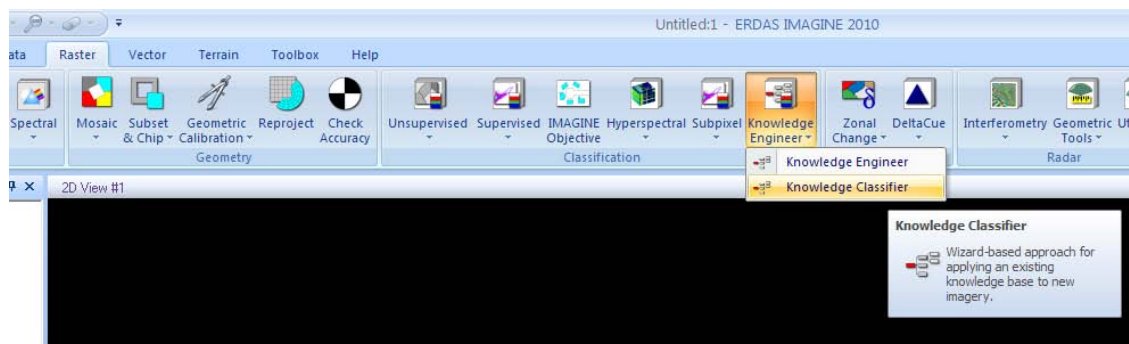 Untitled:1 - ERDAS IMAGINE 2010
Raster Vector Terrain Toolbox Help
Spectral Mosaic Subset & Chip Geometric Calibration Reproject Check Accuracy Unsupervised Supervised IMAGINE Objective Hyperspectral Subpixel Knowledge Engineer Zonal Change DeltaCue Interferometry Geometric Tools
Geometry Classification Radar
Knowledge Engineer
2D View #1
Knowledge Classifier
Knowledge Classifier
Wizard-based approach for
applying an existing
knowledge base to new
imagery.